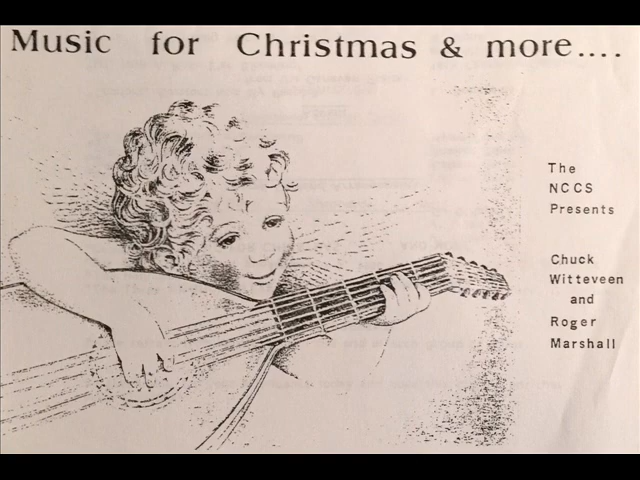 Music for Christmas & more....
The
NCCS
Presents
Chuck
Witteveen
and
Roger
Marshall